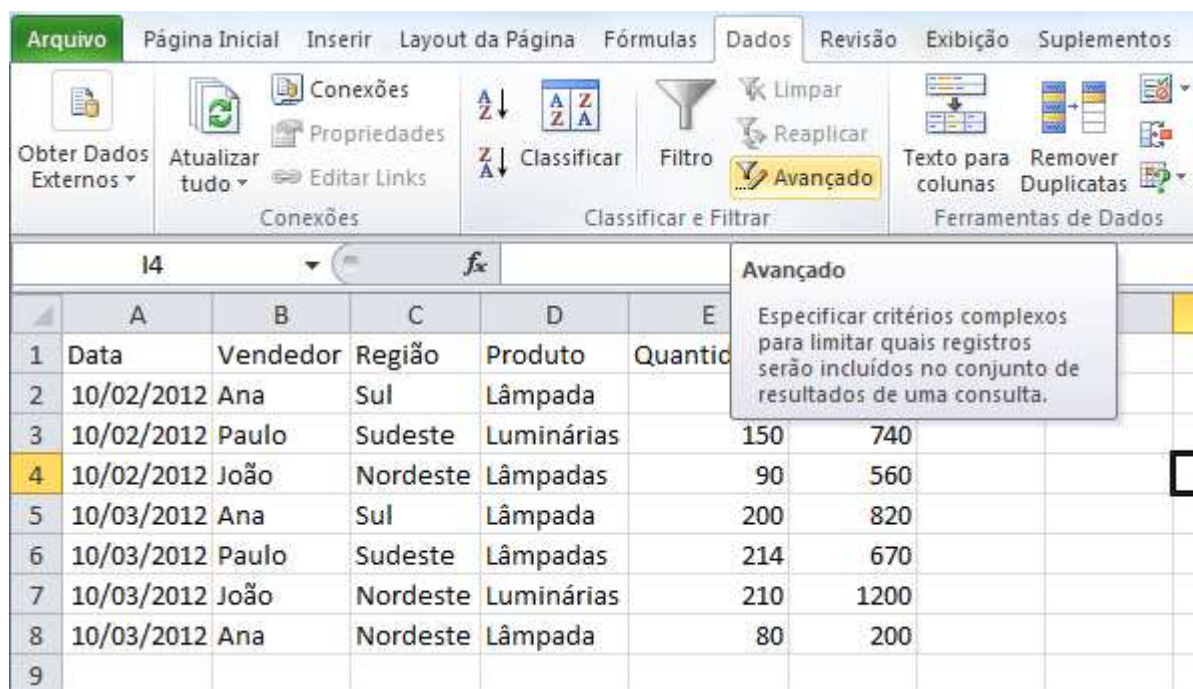 Arquivo Página Inicial Inserir Layout da Página Fórmulas Dados Revisão Exibição Suplementos
Obter Dados Externos
Atualizar tudo
Conexões
Propriedades
Editar Links
Conexões
A Z
Z A
A Z
Z A
Classificar
Filtro
Limpar
Reaplicar
Avançado
Classificar e Filtrar
Texto para colunas
Remover Duplicatas
Ferramentas de Dados
I4 fx
Avançado
Especificar critérios complexos
para limitar quais registros
serão incluídos no conjunto de
resultados de uma consulta.
A B C D E
1 Data Vendedor Região Produto Quantid
2 10/02/2012 Ana Sul Lâmpada
3 10/02/2012 Paulo Sudeste Luminárias 150 740
4 10/02/2012 João Nordeste Lâmpadas 90 560
5 10/03/2012 Ana Sul Lâmpada 200 820
6 10/03/2012 Paulo Sudeste Lâmpadas 214 670
7 10/03/2012 João Nordeste Luminárias 210 1200
8 10/03/2012 Ana Nordeste Lâmpada 80 200
9